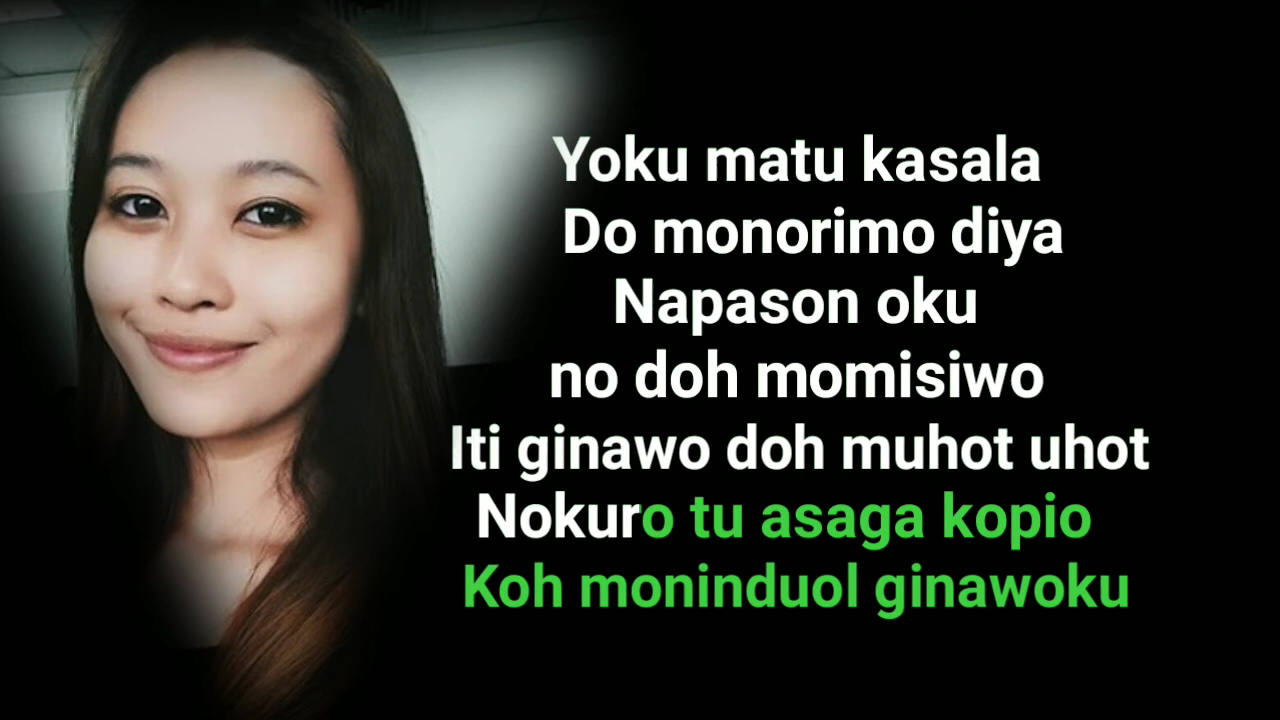 Yoku matu kasala
Do monorimo diya
Napason oku
no doh momisiwo
Iti ginawo doh muhot uhot
Nokuro tu asaga kopio
Koh moninduol ginawoku